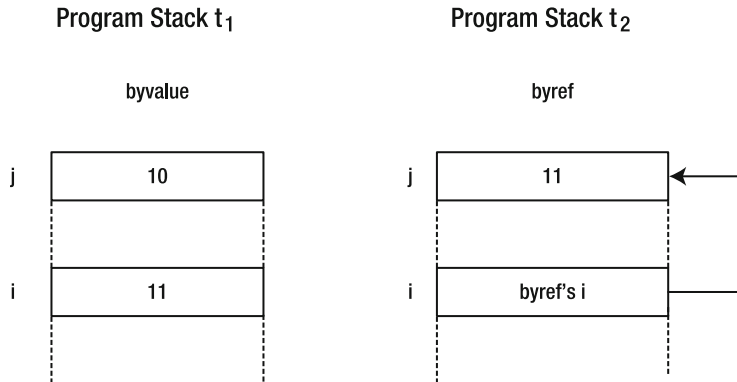 Program Stack t1
Program Stack t2
byvalue
byref
j
10
j
11
i
11
i
byref's i